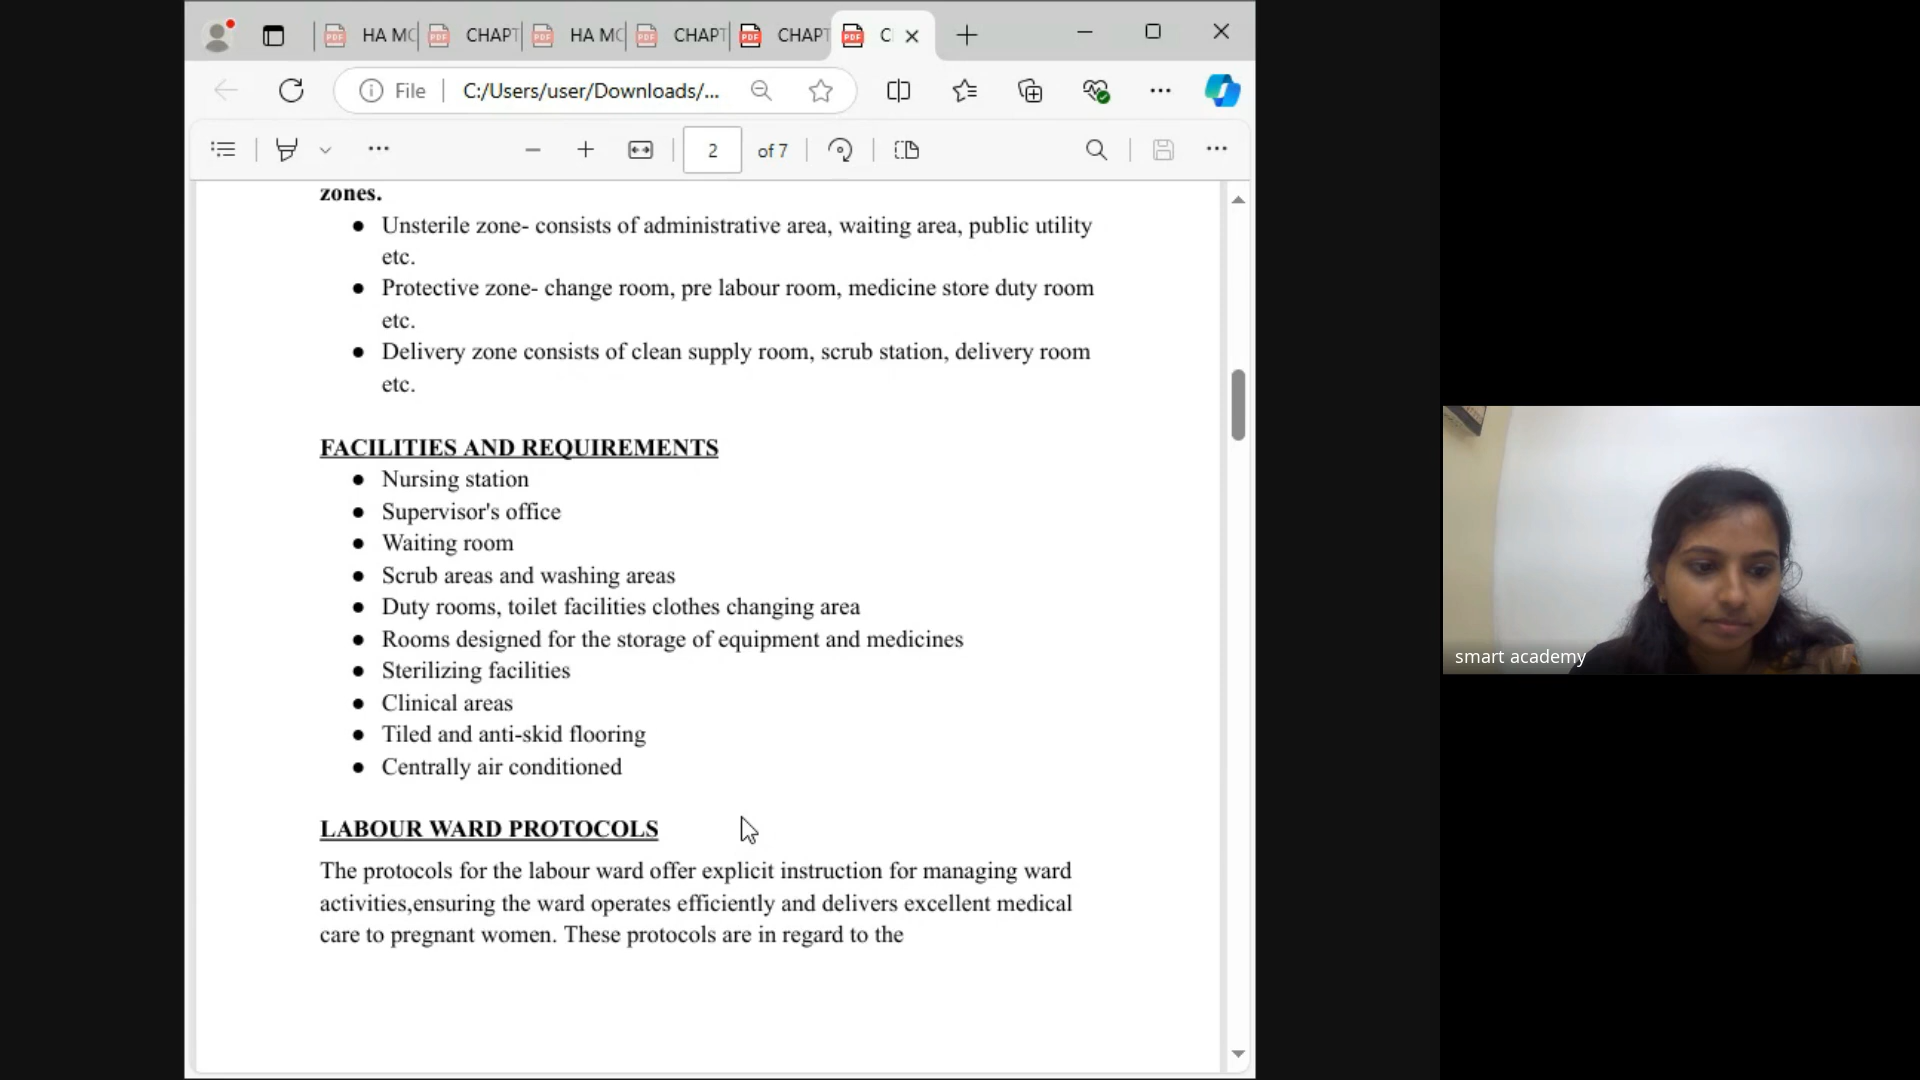 HA MC
CHAPT
HA MC
CHAPT
CHAPT
C
File
C:/Users/user/Downloads/...
2
of 7
zones.
● Unsterile zone- consists of administrative area, waiting area, public utility
etc.
● Protective zone- change room, pre labour room, medicine store duty room
etc.
● Delivery zone consists of clean supply room, scrub station, delivery room
etc.
FACILITIES AND REQUIREMENTS
● Nursing station
● Supervisor's office
● Waiting room
● Scrub areas and washing areas
● Duty rooms, toilet facilities clothes changing area
● Rooms designed for the storage of equipment and medicines
● Sterilizing facilities
● Clinical areas
● Tiled and anti-skid flooring
● Centrally air conditioned
LABOUR WARD PROTOCOLS
The protocols for the labour ward offer explicit instruction for managing ward
activities,ensuring the ward operates efficiently and delivers excellent medical
care to pregnant women. These protocols are in regard to the
smart academy